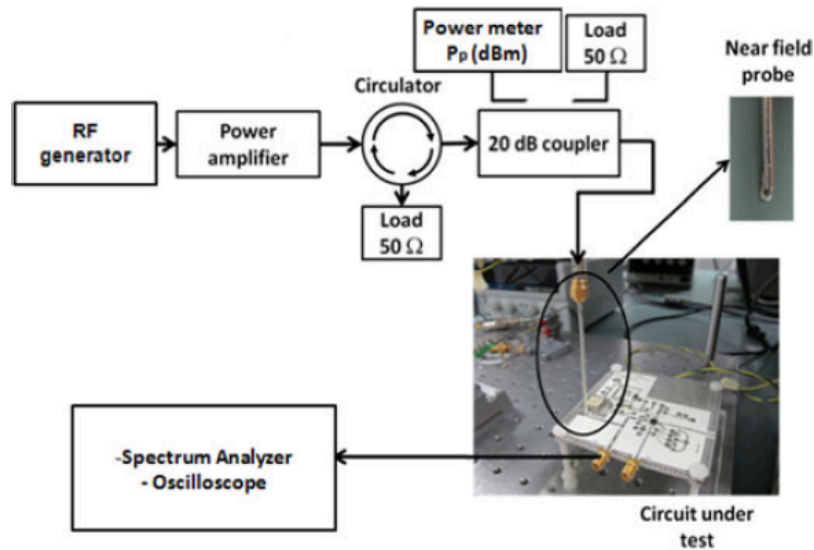 Power meter
Pp (dBm)
Load
50 Ω
Near field
probe
Circulator
RF
generator
Power
amplifier
20 dB coupler
Load
50 Ω
-Spectrum Analyzer
- Oscilloscope
Circuit under
test